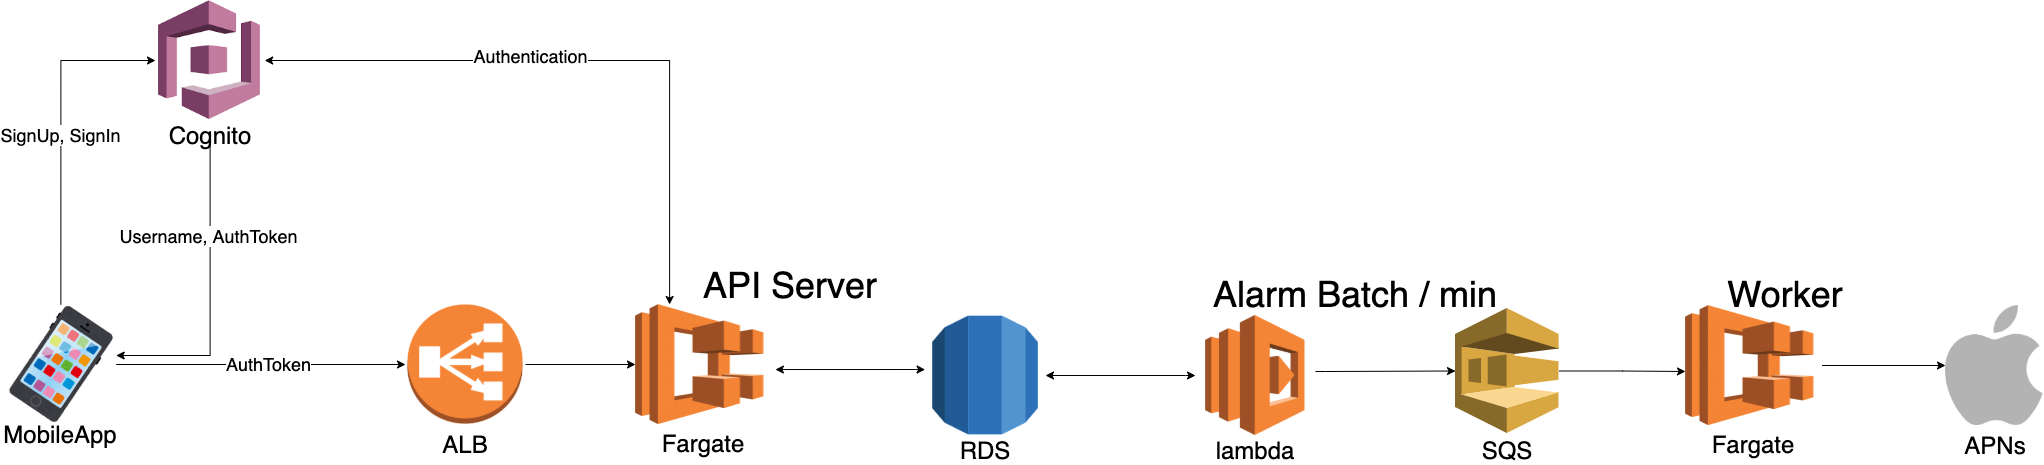 Authentication
SignUp, SignIn
Cognito
Username, AuthToken
API Server
Alarm Batch / min
Worker
AuthToken
MobileApp
ALB
Fargate
RDS
lambda
SQS
Fargate
APNs